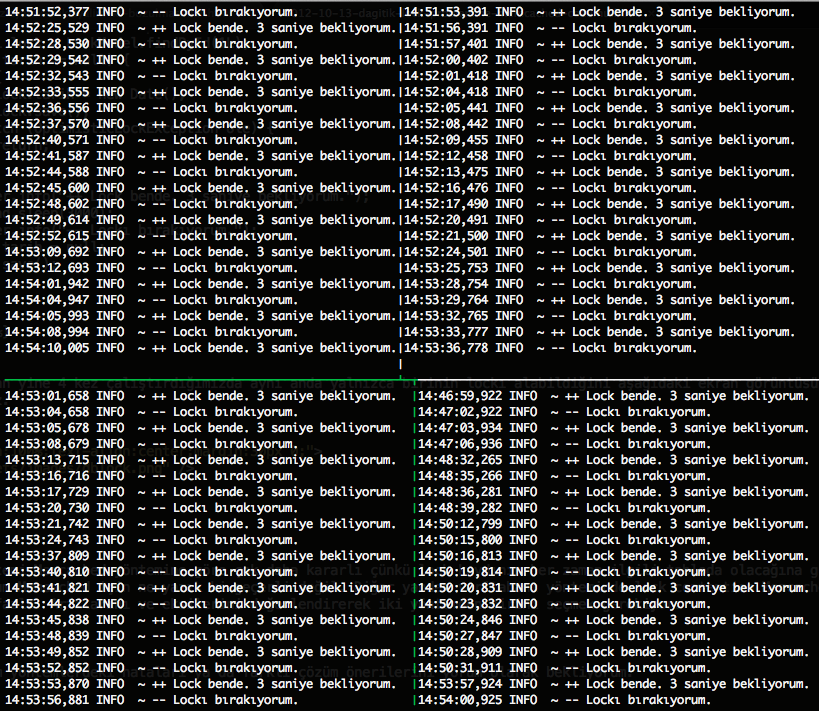 14:51:52,377 INFO ~ -- Lockı bırakıyorum.
14:52:25,529 INFO ~ ++ Lock bende. 3 saniye bekliyorum.
14:52:28,530 INFO ~ -- Lockı bırakıyorum.
14:52:29,542 INFO ~ ++ Lock bende. 3 saniye bekliyorum.
14:52:32,543 INFO ~ -- Lockı bırakıyorum.
14:52:33,555 INFO ~ ++ Lock bende. 3 saniye bekliyorum.
14:52:36,556 INFO ~ -- Lockı bırakıyorum.
14:52:37,570 INFO ~ ++ Lock bende. 3 saniye bekliyorum.
14:52:40,571 INFO ~ -- Lockı bırakıyorum.
14:52:41,587 INFO ~ ++ Lock bende. 3 saniye bekliyorum.
14:52:44,588 INFO ~ -- Lockı bırakıyorum.
14:52:45,600 INFO ~ ++ Lock bende. 3 saniye bekliyorum.
14:52:48,602 INFO ~ -- Lockı bırakıyorum.
14:52:49,614 INFO ~ ++ Lock bende. 3 saniye bekliyorum.
14:52:52,615 INFO ~ -- Lockı bırakıyorum.
14:53:09,692 INFO ~ ++ Lock bende. 3 saniye bekliyorum.
14:53:12,693 INFO ~ -- Lockı bırakıyorum.
14:54:01,942 INFO ~ ++ Lock bende. 3 saniye bekliyorum.
14:54:04,947 INFO ~ -- Lockı bırakıyorum.
14:54:05,993 INFO ~ ++ Lock bende. 3 saniye bekliyorum.
14:54:08,994 INFO ~ -- Lockı bırakıyorum.
14:54:10,005 INFO ~ ++ Lock bende. 3 saniye bekliyorum.
14:51:53,391 INFO ~ ++ Lock bende. 3 saniye bekliyorum.
14:51:56,391 INFO ~ -- Lockı bırakıyorum.
14:51:57,401 INFO ~ ++ Lock bende. 3 saniye bekliyorum.
14:52:00,402 INFO ~ -- Lockı bırakıyorum.
14:52:01,418 INFO ~ ++ Lock bende. 3 saniye bekliyorum.
14:52:04,418 INFO ~ -- Lockı bırakıyorum.
14:52:05,441 INFO ~ ++ Lock bende. 3 saniye bekliyorum.
14:52:08,442 INFO ~ -- Lockı bırakıyorum.
14:52:09,455 INFO ~ ++ Lock bende. 3 saniye bekliyorum.
14:52:12,458 INFO ~ -- Lockı bırakıyorum.
14:52:13,475 INFO ~ ++ Lock bende. 3 saniye bekliyorum.
14:52:16,476 INFO ~ -- Lockı bırakıyorum.
14:52:17,490 INFO ~ ++ Lock bende. 3 saniye bekliyorum.
14:52:20,491 INFO ~ -- Lockı bırakıyorum.
14:52:21,500 INFO ~ ++ Lock bende. 3 saniye bekliyorum.
14:52:24,501 INFO ~ -- Lockı bırakıyorum.
14:53:25,753 INFO ~ ++ Lock bende. 3 saniye bekliyorum.
14:53:28,754 INFO ~ -- Lockı bırakıyorum.
14:53:29,764 INFO ~ ++ Lock bende. 3 saniye bekliyorum.
14:53:32,765 INFO ~ -- Lockı bırakıyorum.
14:53:33,777 INFO ~ ++ Lock bende. 3 saniye bekliyorum.
14:53:36,778 INFO ~ -- Lockı bırakıyorum.
14:53:01,658 INFO ~ ++ Lock bende. 3 saniye bekliyorum.
14:53:04,658 INFO ~ -- Lockı bırakıyorum.
14:53:05,678 INFO ~ ++ Lock bende. 3 saniye bekliyorum.
14:53:08,679 INFO ~ -- Lockı bırakıyorum.
14:53:13,715 INFO ~ ++ Lock bende. 3 saniye bekliyorum.
14:53:16,716 INFO ~ -- Lockı bırakıyorum.
14:53:17,729 INFO ~ ++ Lock bende. 3 saniye bekliyorum.
14:53:20,730 INFO ~ -- Lockı bırakıyorum.
14:53:21,742 INFO ~ ++ Lock bende. 3 saniye bekliyorum.
14:53:24,743 INFO ~ -- Lockı bırakıyorum.
14:53:37,809 INFO ~ ++ Lock bende. 3 saniye bekliyorum.
14:53:40,810 INFO ~ -- Lockı bırakıyorum.
14:53:41,821 INFO ~ ++ Lock bende. 3 saniye bekliyorum.
14:53:44,822 INFO ~ -- Lockı bırakıyorum.
14:53:45,838 INFO ~ ++ Lock bende. 3 saniye bekliyorum.
14:53:48,839 INFO ~ -- Lockı bırakıyorum.
14:53:49,852 INFO ~ ++ Lock bende. 3 saniye bekliyorum.
14:53:52,852 INFO ~ -- Lockı bırakıyorum.
14:53:53,870 INFO ~ ++ Lock bende. 3 saniye bekliyorum.
14:53:56,881 INFO ~ -- Lockı bırakıyorum.
14:46:59,922 INFO ~ ++ Lock bende. 3 saniye bekliyorum.
14:47:02,922 INFO ~ -- Lockı bırakıyorum.
14:47:03,934 INFO ~ ++ Lock bende. 3 saniye bekliyorum.
14:47:06,936 INFO ~ -- Lockı bırakıyorum.
14:48:32,265 INFO ~ ++ Lock bende. 3 saniye bekliyorum.
14:48:35,266 INFO ~ -- Lockı bırakıyorum.
14:48:36,281 INFO ~ ++ Lock bende. 3 saniye bekliyorum.
14:48:39,282 INFO ~ -- Lockı bırakıyorum.
14:50:12,799 INFO ~ ++ Lock bende. 3 saniye bekliyorum.
14:50:15,800 INFO ~ -- Lockı bırakıyorum.
14:50:16,813 INFO ~ ++ Lock bende. 3 saniye bekliyorum.
14:50:19,814 INFO ~ -- Lockı bırakıyorum.
14:50:20,831 INFO ~ ++ Lock bende. 3 saniye bekliyorum.
14:50:23,832 INFO ~ -- Lockı bırakıyorum.
14:50:24,846 INFO ~ ++ Lock bende. 3 saniye bekliyorum.
14:50:27,847 INFO ~ -- Lockı bırakıyorum.
14:50:28,909 INFO ~ ++ Lock bende. 3 saniye bekliyorum.
14:50:31,911 INFO ~ -- Lockı bırakıyorum.
14:53:57,924 INFO ~ ++ Lock bende. 3 saniye bekliyorum.
14:54:00,925 INFO ~ -- Lockı bırakıyorum.